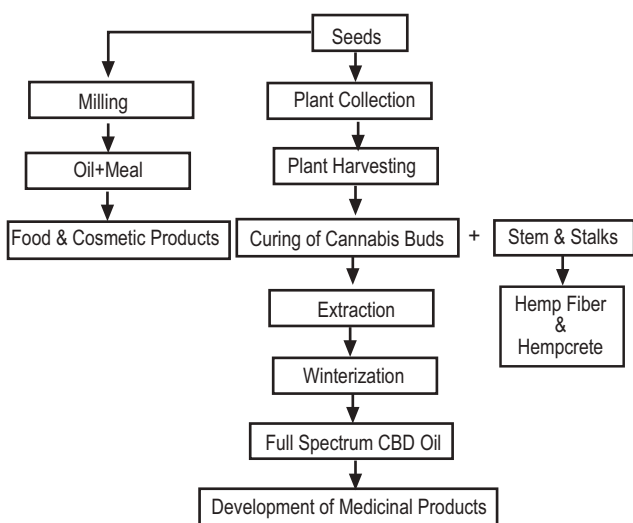 Seeds
Milling
Plant Collection
Oil+Meal
Plant Harvesting
Food & Cosmetic Products
Curing of Cannabis Buds
+
Stem & Stalks
Extraction
Hemp Fiber
&
Hempcrete
Winterization
Full Spectrum CBD Oil
Development of Medicinal Products